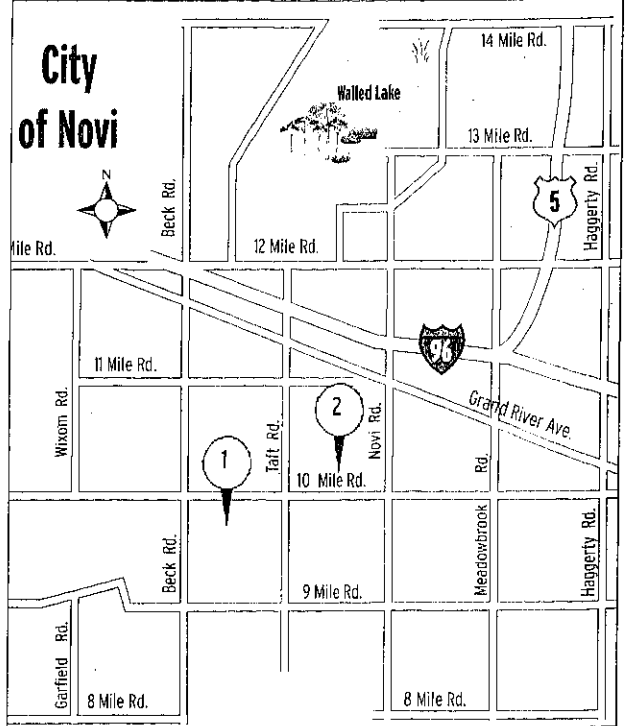 City
of Novi
N
14 Mile Rd.
Walled Lake
13 Mile Rd.
Beck Rd.
5
Haggerty Rd.
ile Rd.
12 Mile Rd.
96
11 Mile Rd.
Grand River Ave.
Wixom Rd.
Taft Rd.
2
Novi Rd.
1
10 Mile Rd.
Meadowbrook Rd.
Beck Rd.
Haggerty Rd.
9 Mile Rd.
Garfield Rd.
8 Mile Rd.
8 Mile Rd.